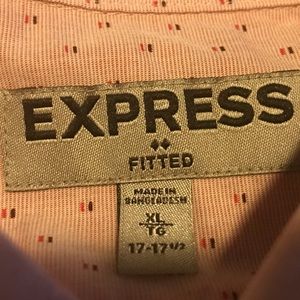 EXPRESS
FITTED
MADE IN
BANGLADESH
XL
TG
17-17 1/2